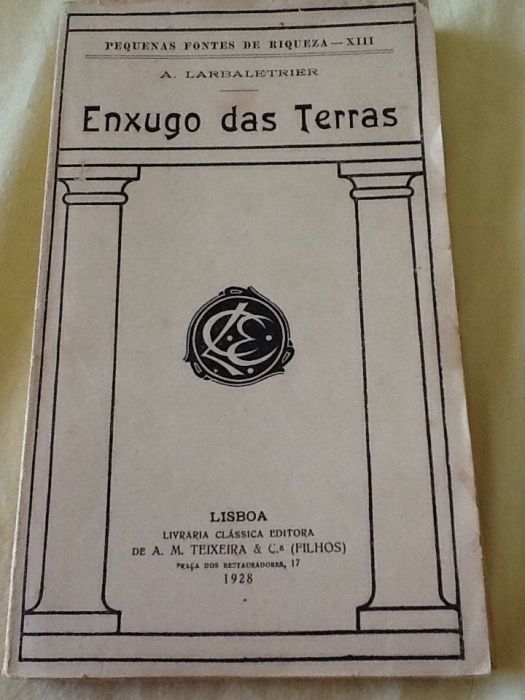 PEQUENAS FONTES DE RIQUEZA — XIII
A. LARBALETRIER
Enxugo das Terras
LCE
LISBOA
LIVRARIA CLÁSSICA EDITORA
DE A. M. TEIXEIRA & C.ª (FILHOS)
PRAÇA DOS RESTAURADORES, 17
1928